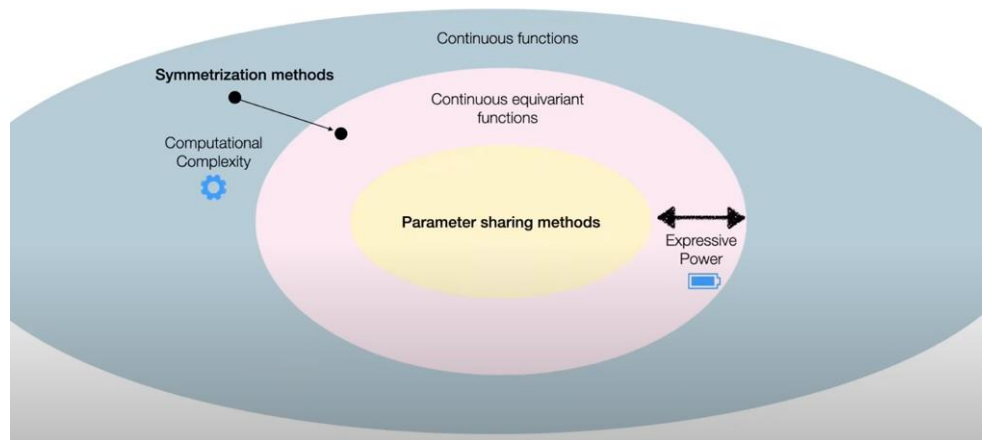 Continuous functions
Symmetrization methods
Continuous equivariant
functions
Computational
Complexity
Parameter sharing methods
Expressive
Power